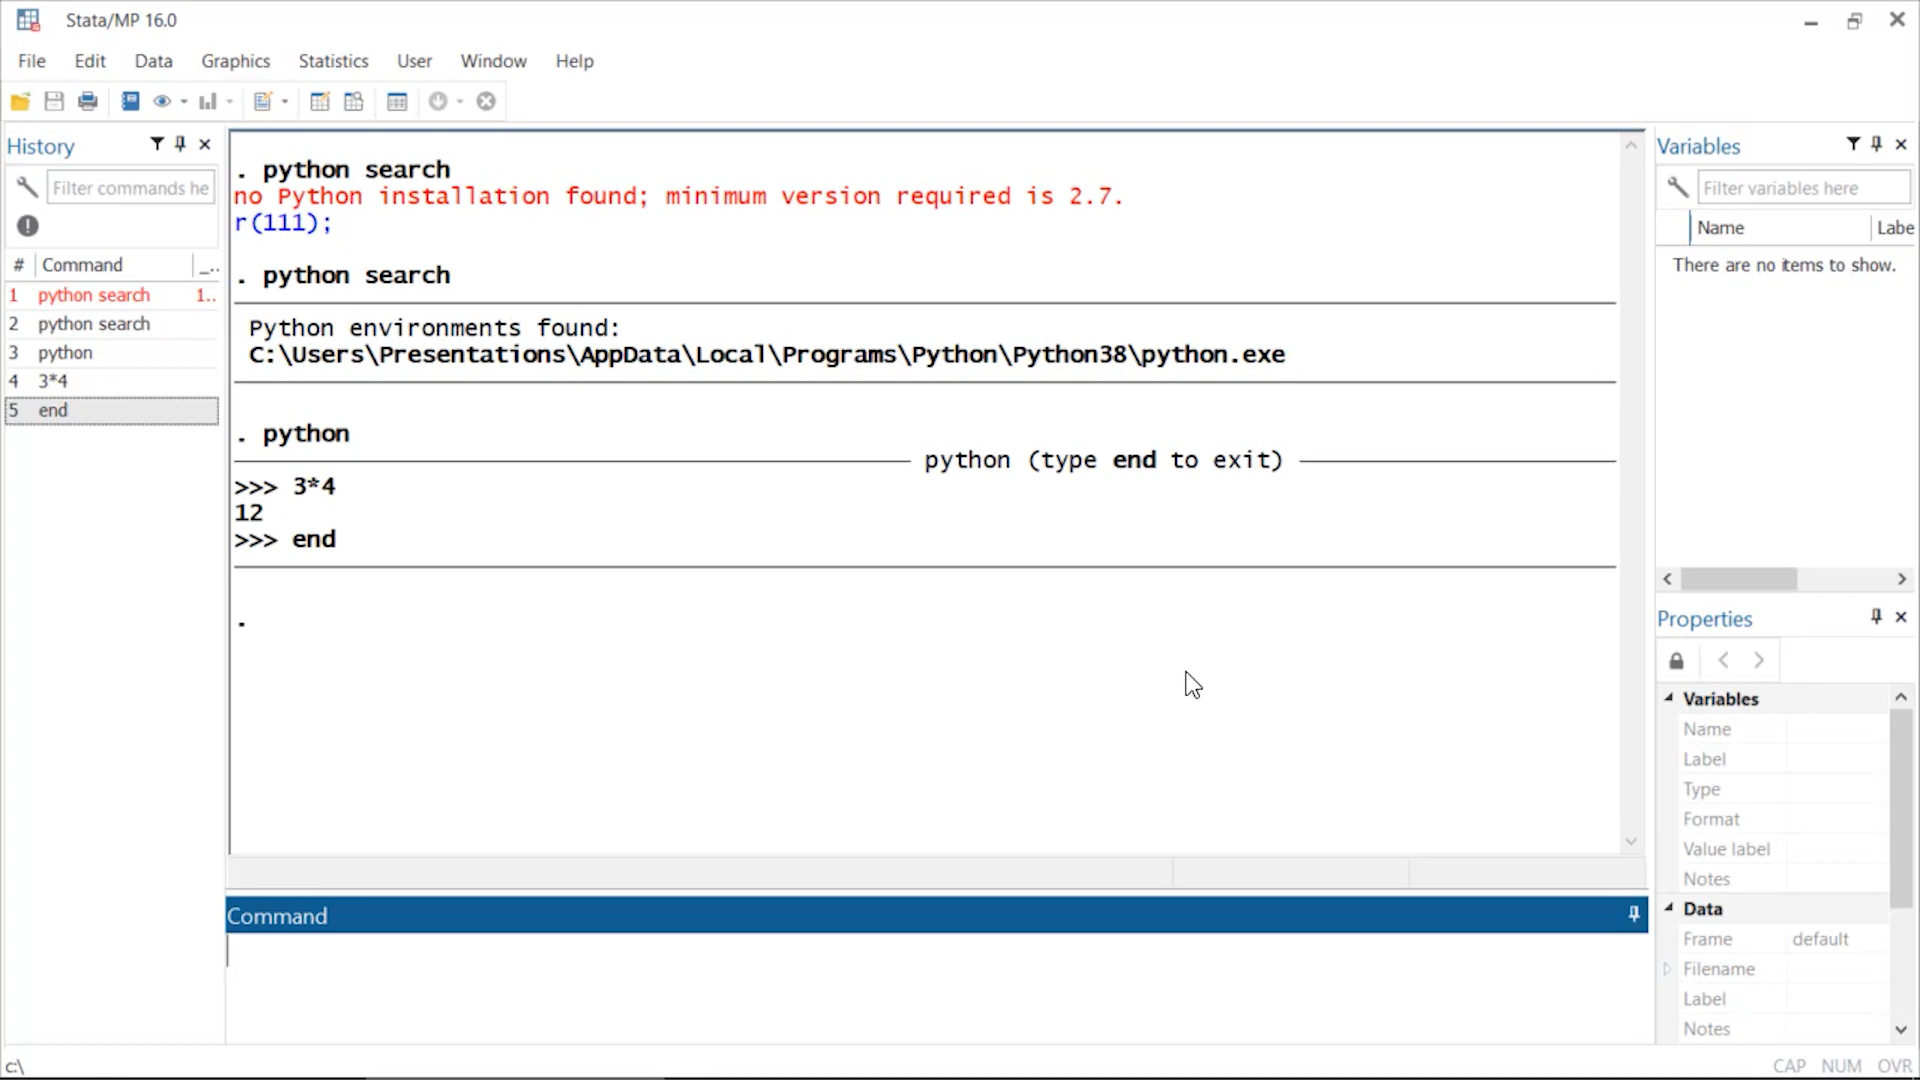 Stata/MP 16.0
File Edit Data Graphics Statistics User Window Help
History
Filter commands he
# Command _..
1 python search 1..
2 python search
3 python
4 3*4
5 end
. python search
no Python installation found; minimum version required is 2.7.
r(111);
. python search
Python environments found:
C:\Users\Presentations\AppData\Local\Programs\Python\Python38\python.exe
. python
python (type end to exit)
>>> 3*4
12
>>> end
.
Command
Variables
Filter variables here
Name Labe
There are no items to show.
Properties
Variables
Name
Label
Type
Format
Value label
Notes
Data
Frame default
Filename
Label
Notes
c:\
CAP NUM OVR